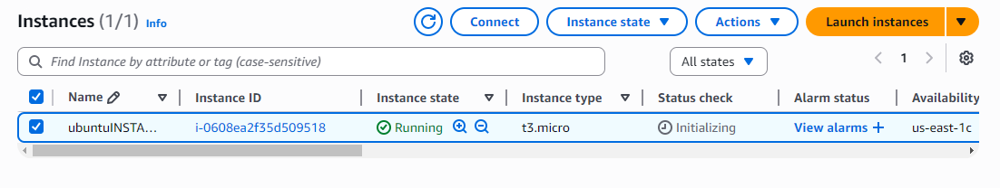 Instances (1/1) Info Connect Instance state Actions Launch instances
Find Instance by attribute or tag (case-sensitive) All states 1
Name Instance ID Instance state Instance type Status check Alarm status Availability
ubuntuINSTA... i-0608ea2f35d509518 Running t3.micro Initializing View alarms + us-east-1c